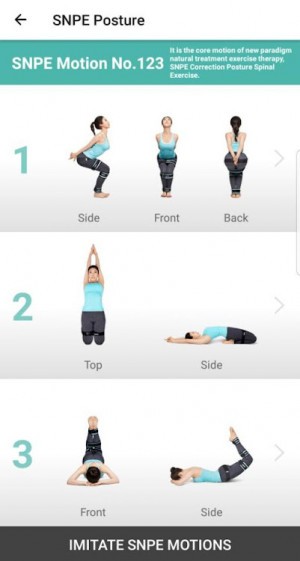 SNPE Posture
SNPE Motion No.123
It is the core motion of new paradigm
natural treatment exercise therapy,
SNPE Correction Posture Spinal
Exercise.
1
Side Front Back
2
Top Side
3
Front Side
IMITATE SNPE MOTIONS